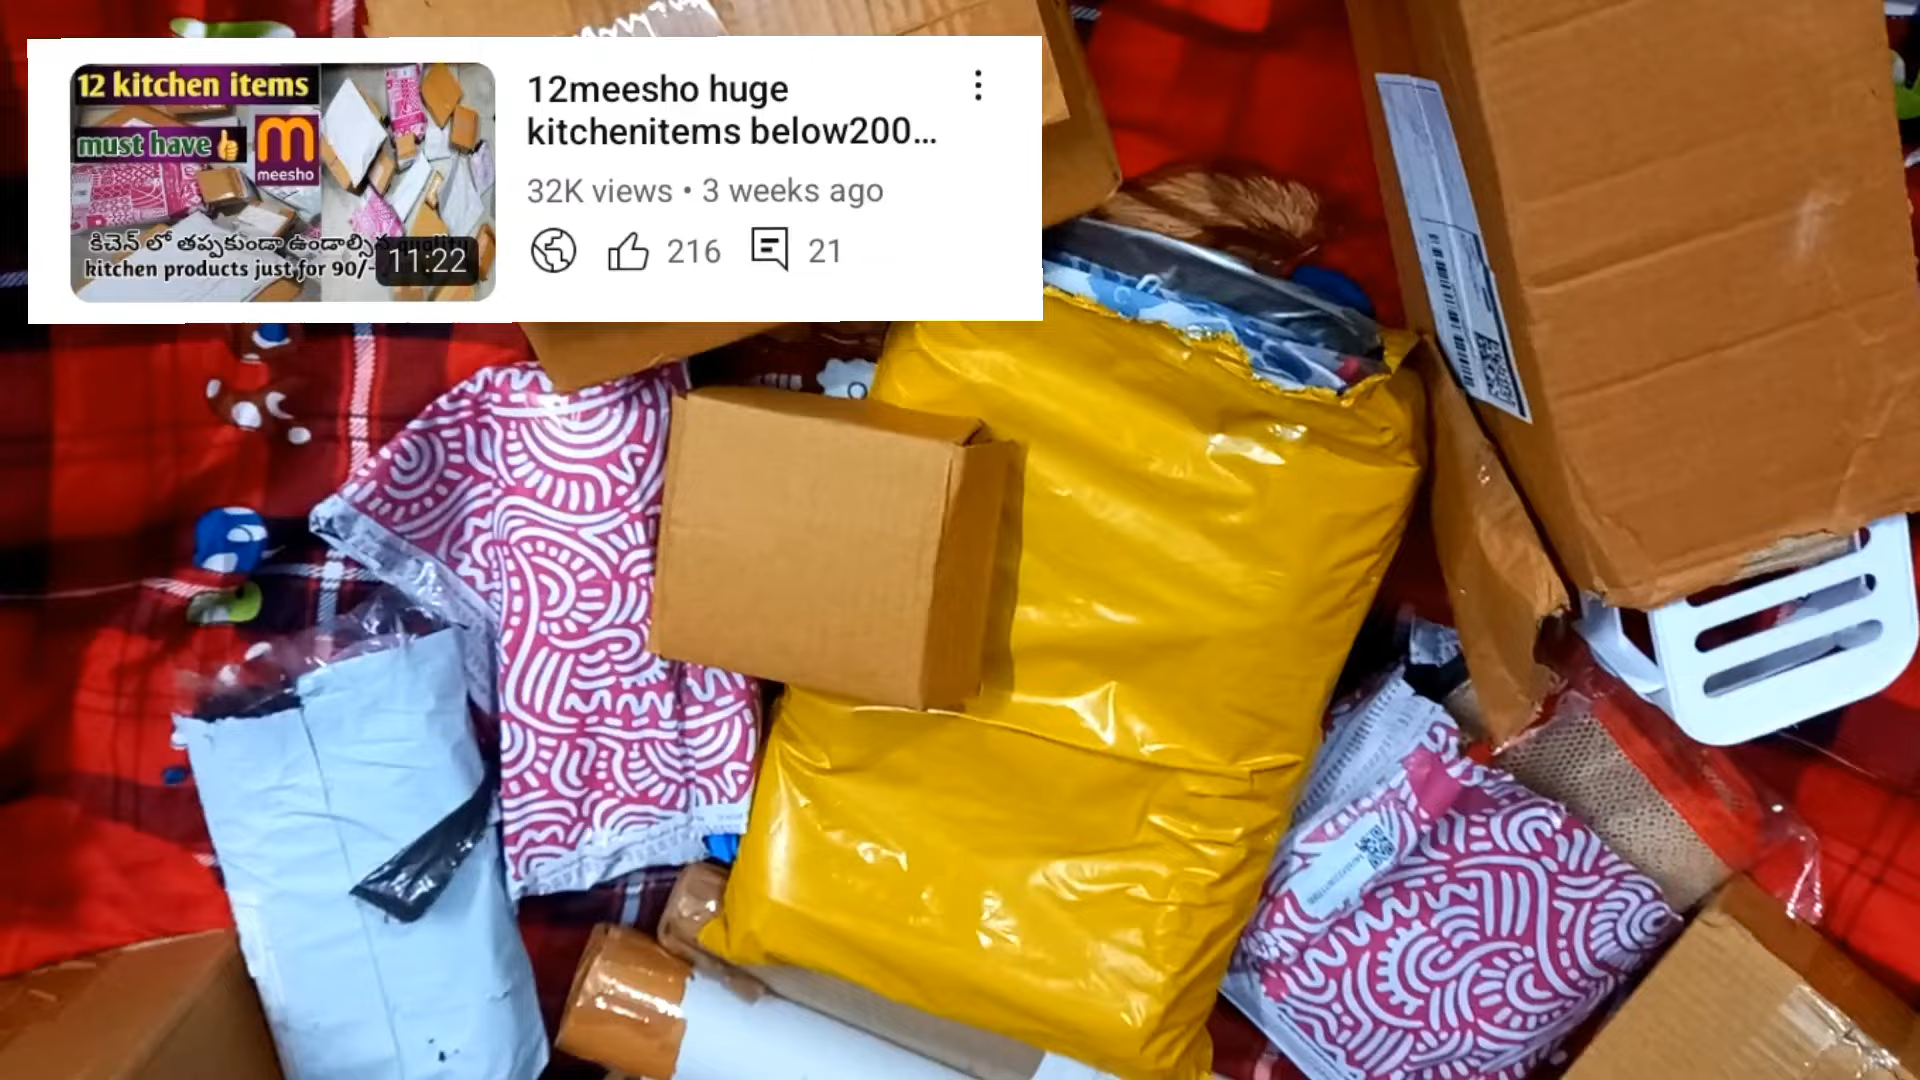 12 kitchen items
must have👍
meesho
కిచెన్ లో తప్పకుండా ఉండాల్సిన quality
kitchen products just for 90/-
11:22
12meesho huge
kitchenitems below200...
32K views • 3 weeks ago
216
21